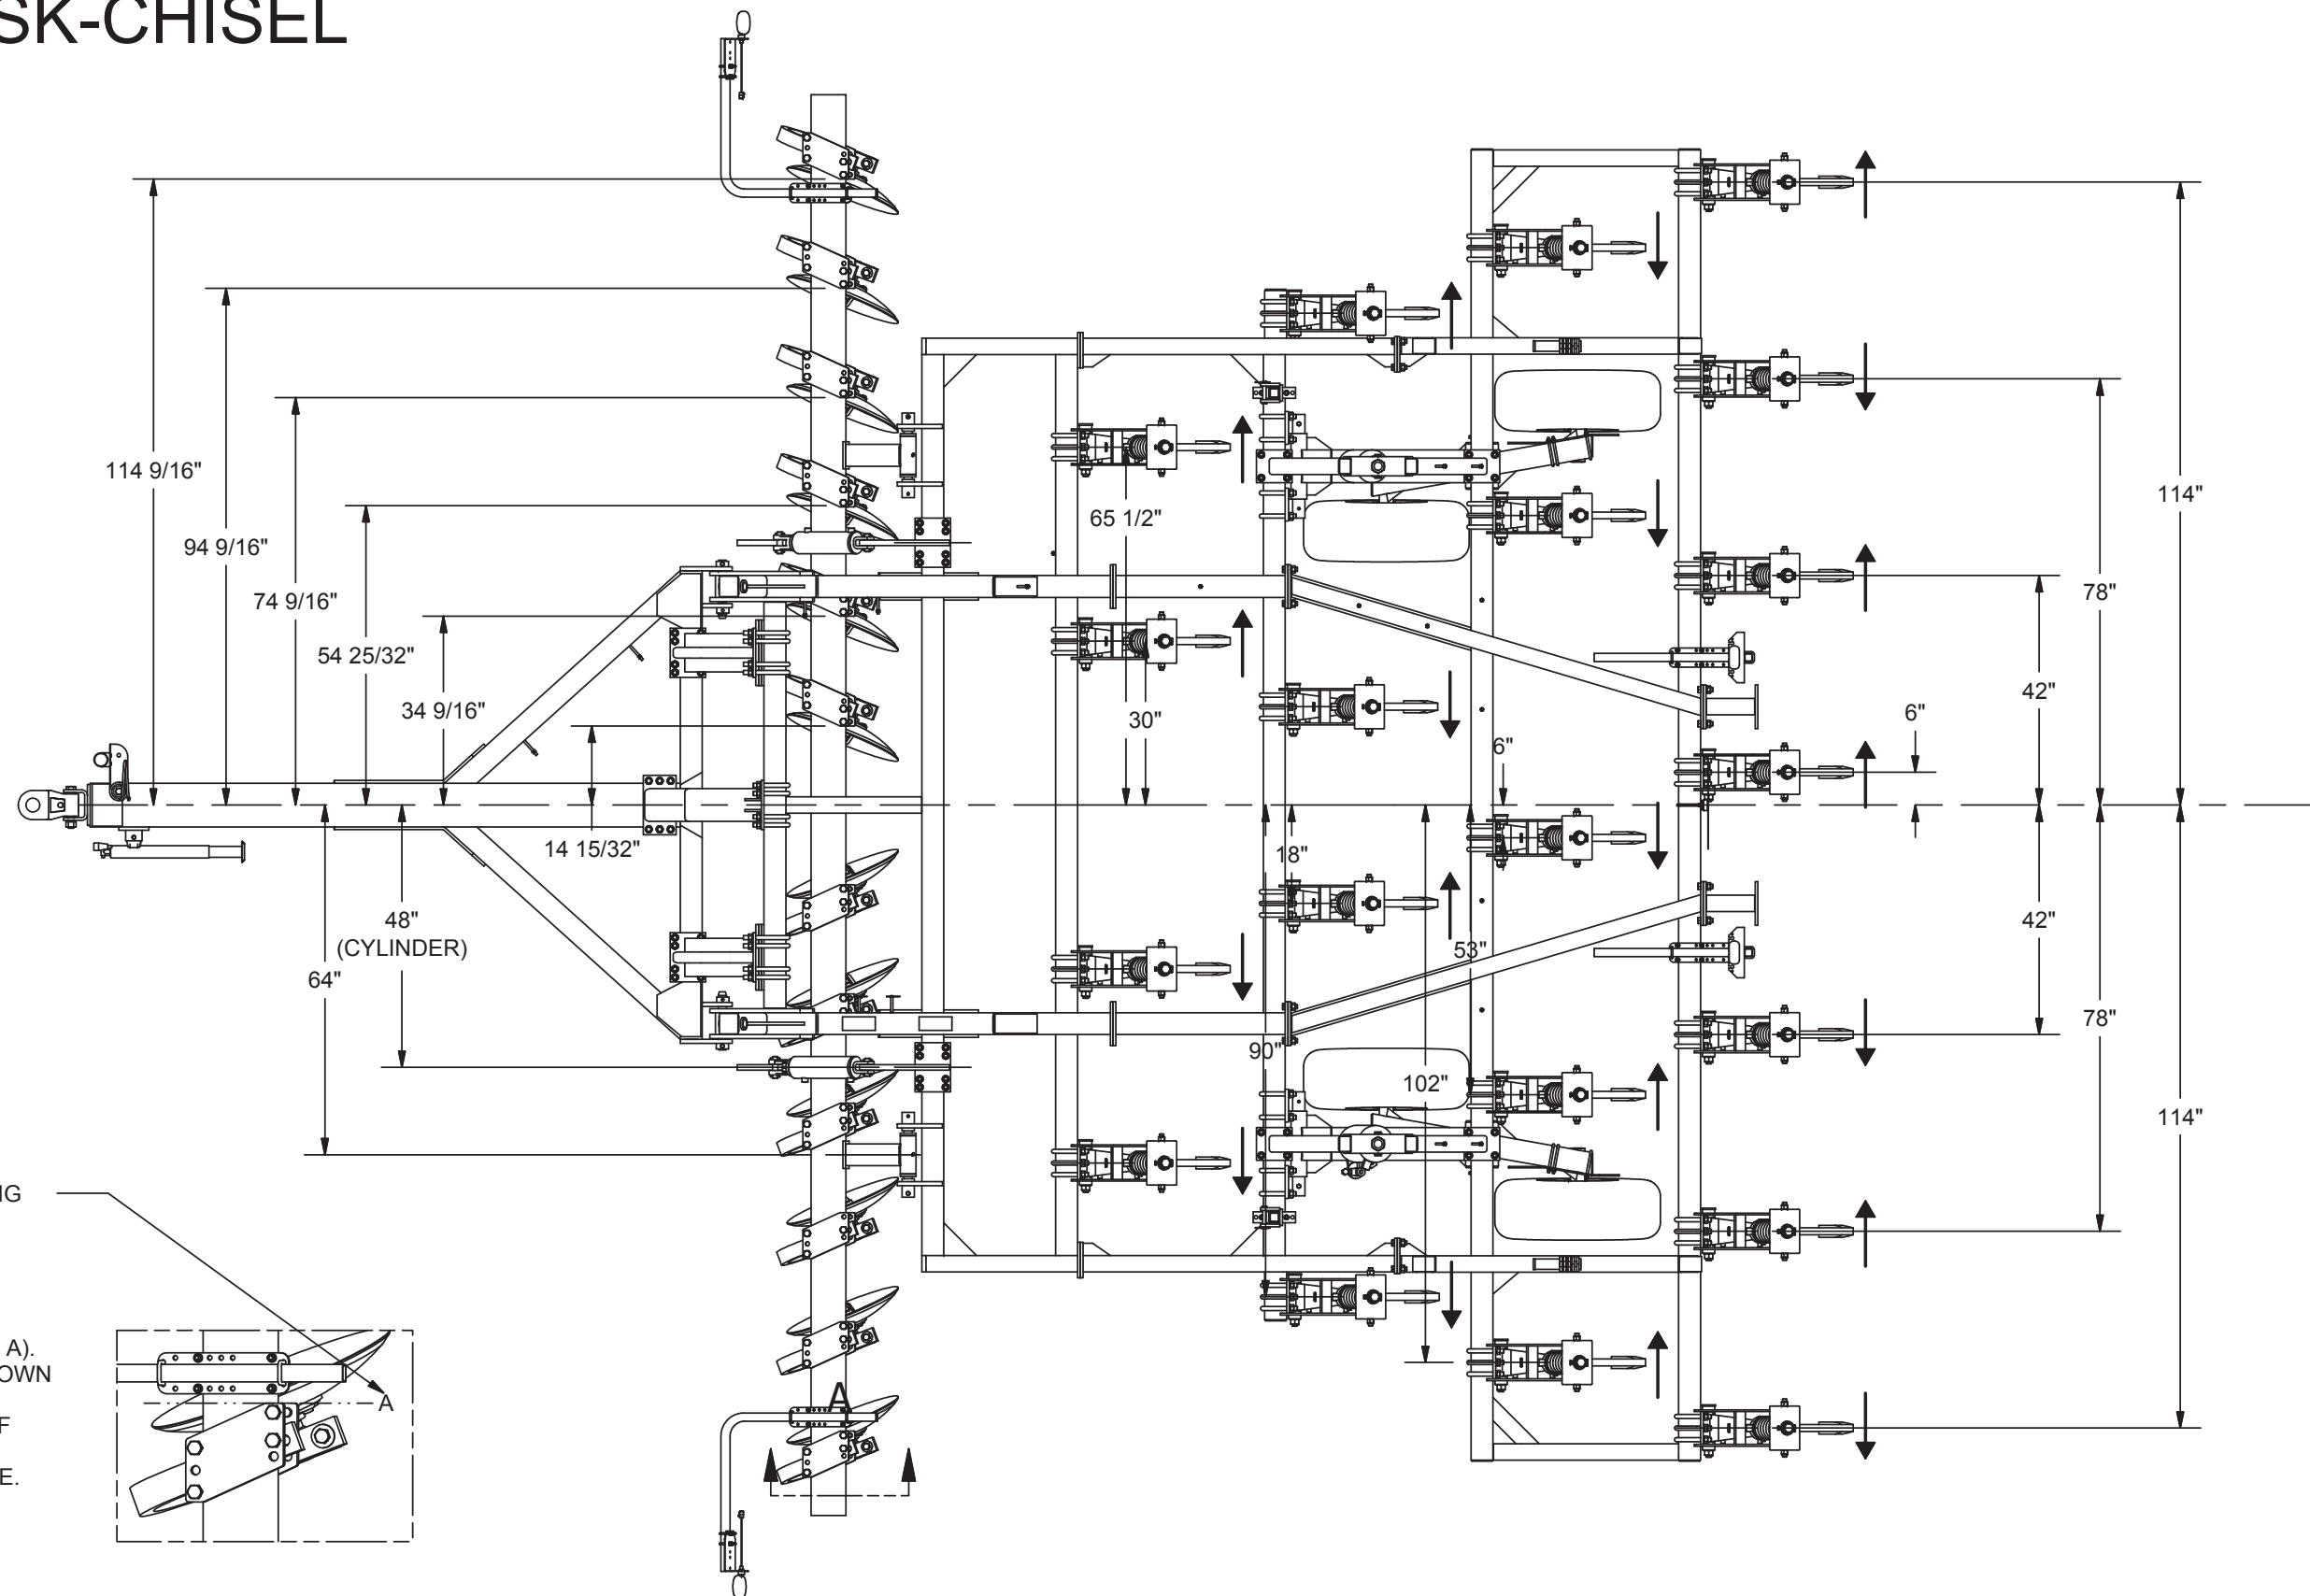 SK-CHISEL
114 9/16"
94 9/16"
74 9/16"
54 25/32"
34 9/16"
14 15/32"
48"
(CYLINDER)
64"
65 1/2"
30"
6"
18"
53"
90"
102"
6"
42"
78"
114"
42"
78"
114"
A
IG
A).
OWN
F
E.
A